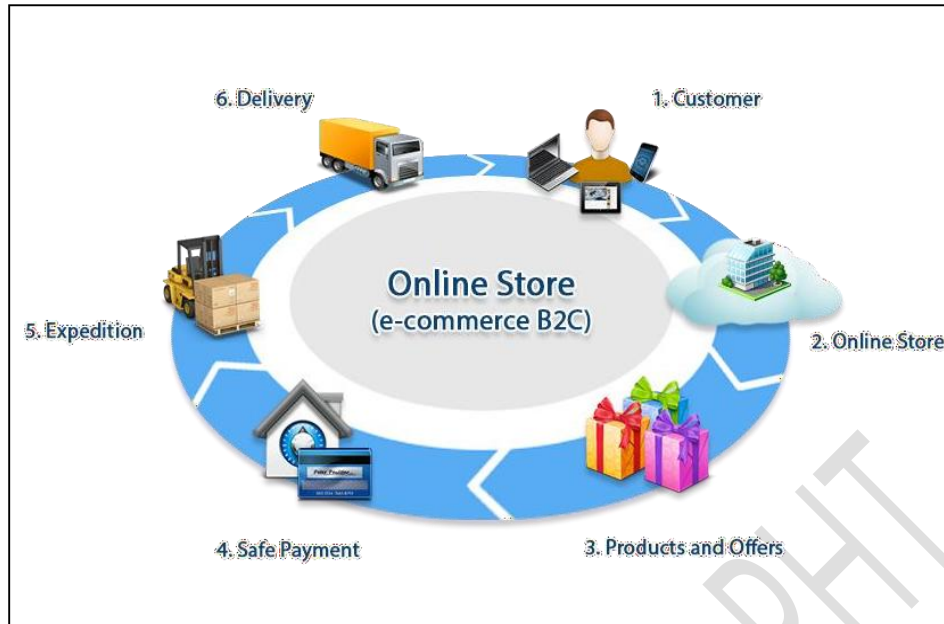 6. Delivery
1. Customer
Online Store
(e-commerce B2C)
5. Expedition
2. Online Store
4. Safe Payment
3. Products and Offers
PHT